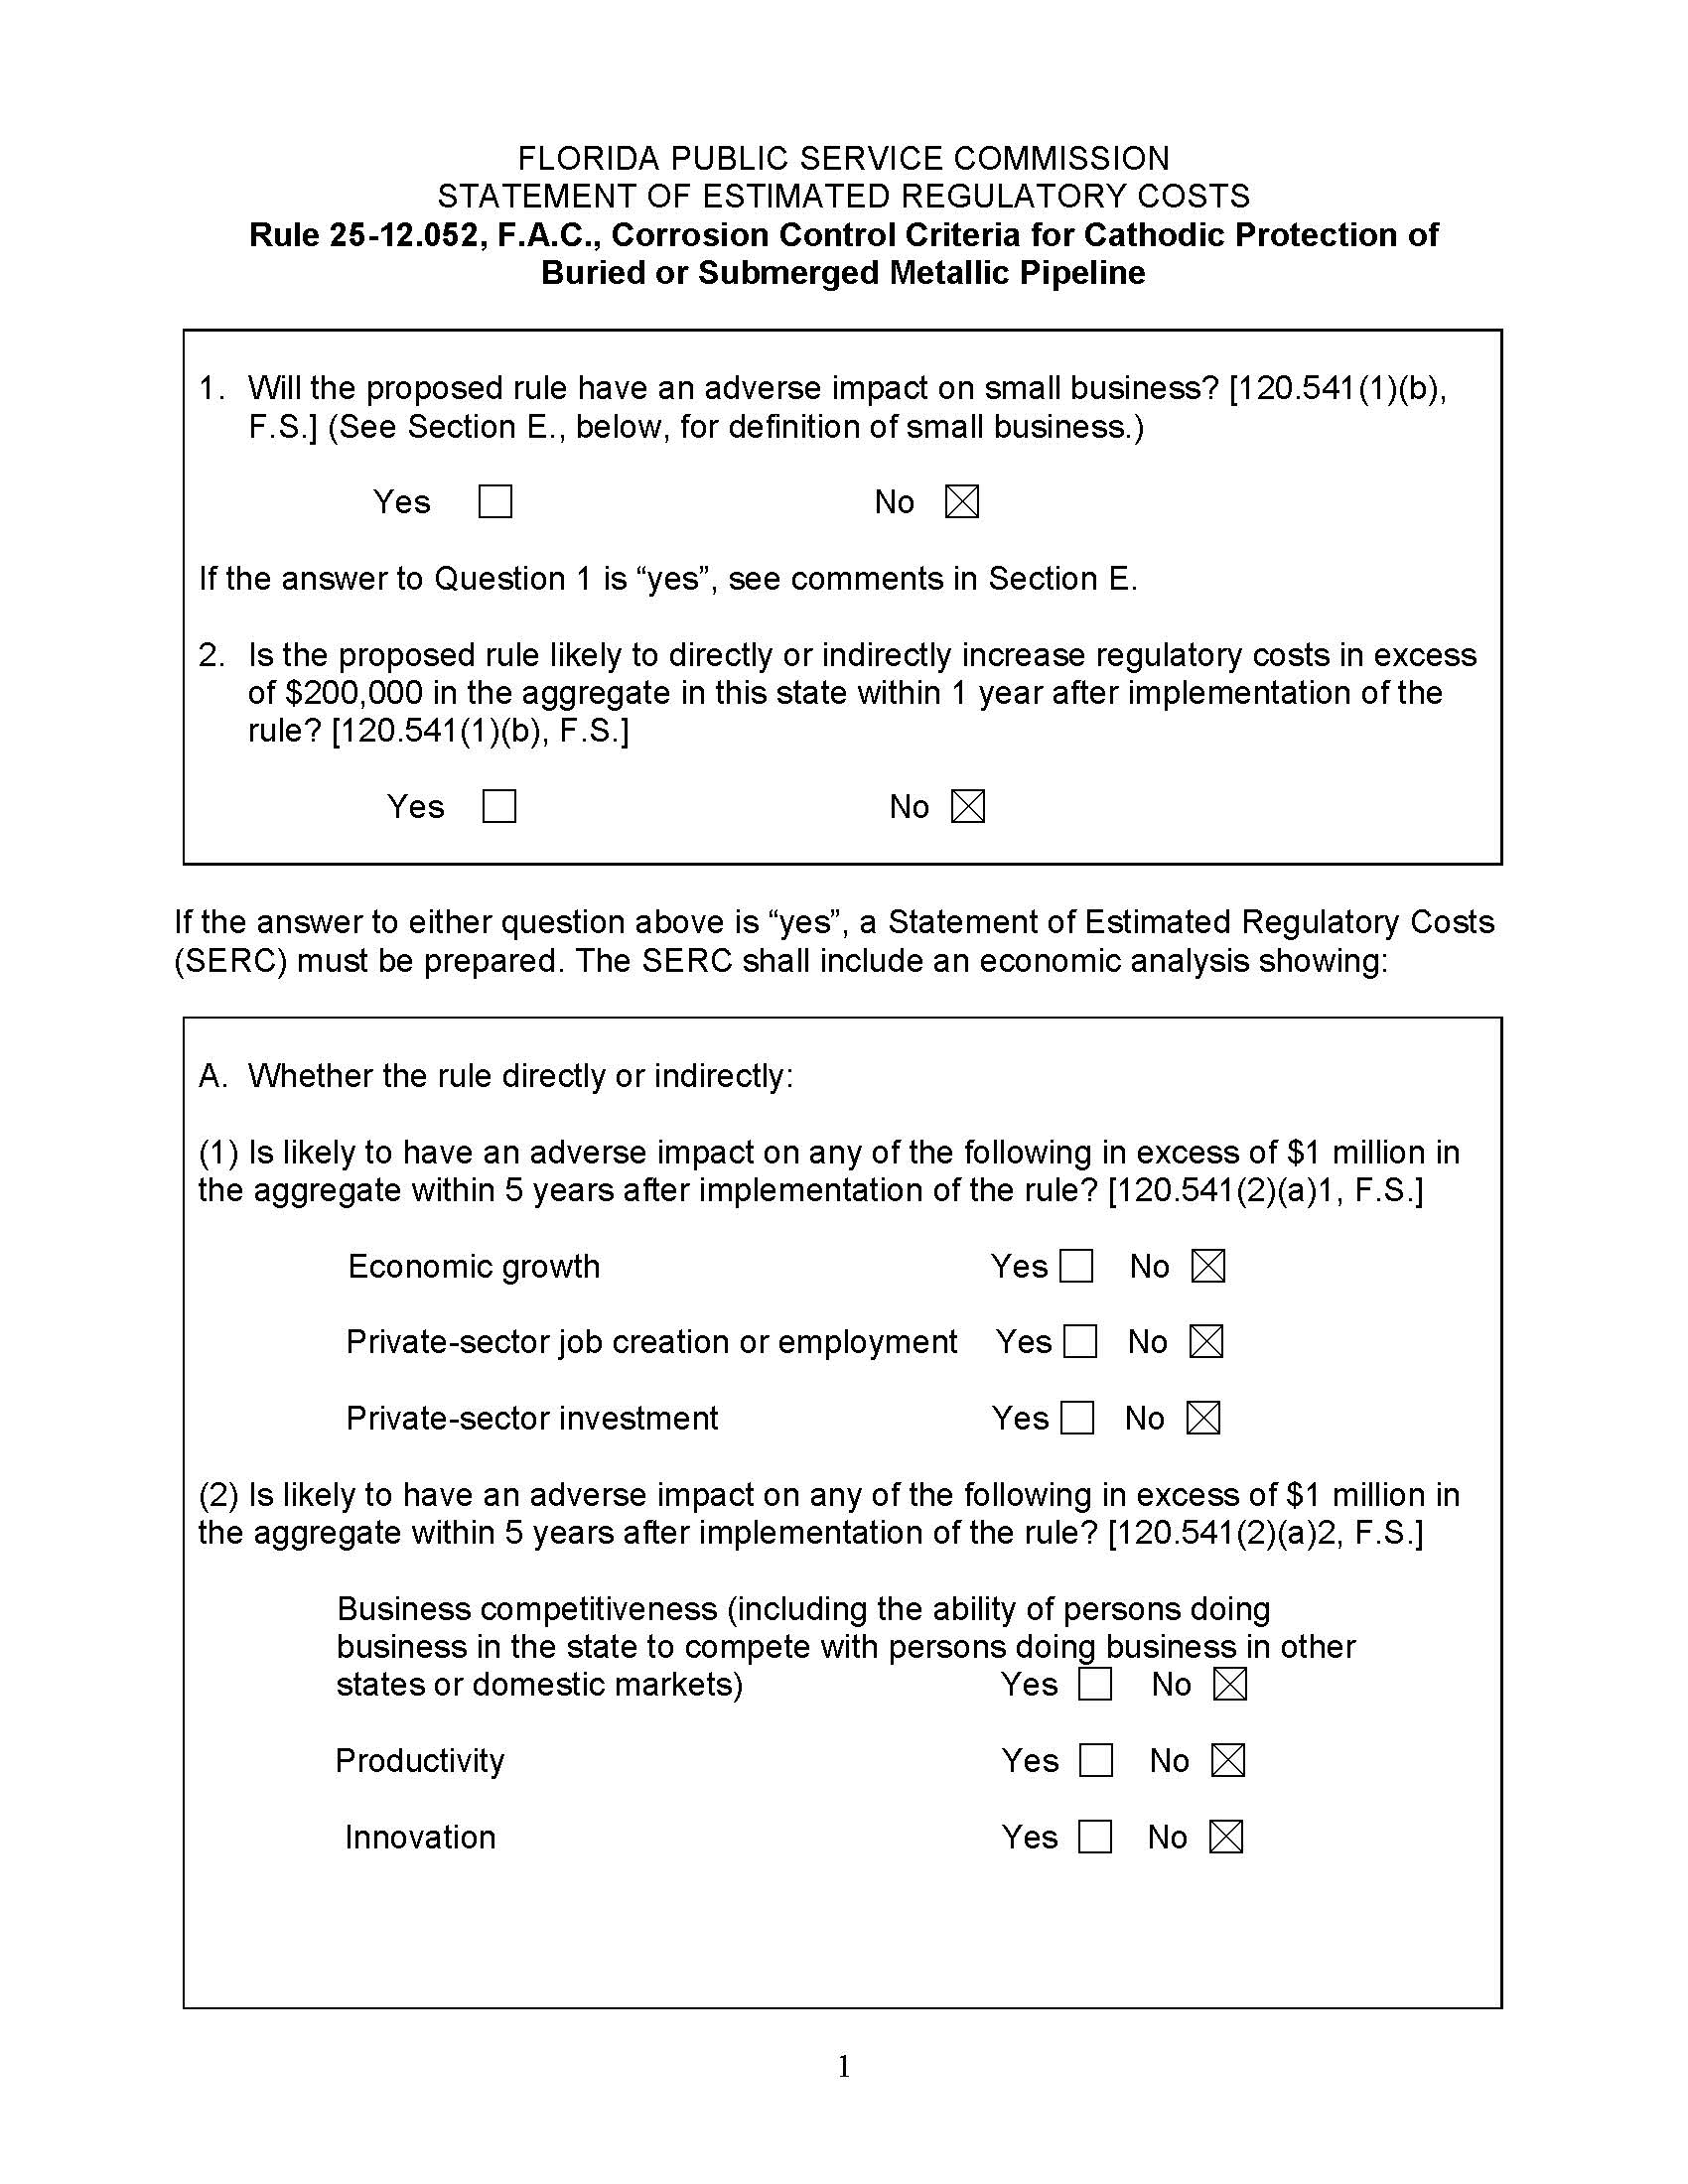 FLORIDA PUBLIC SERVICE COMMISSION
STATEMENT OF ESTIMATED REGULATORY COSTS
Rule 25-12.052, F.A.C., Corrosion Control Criteria for Cathodic Protection of
Buried or Submerged Metallic Pipeline
1. Will the proposed rule have an adverse impact on small business? [120.541(1)(b),
F.S.] (See Section E., below, for definition of small business.)
Yes ☐ No ☒
If the answer to Question 1 is “yes”, see comments in Section E.
2. Is the proposed rule likely to directly or indirectly increase regulatory costs in excess
of $200,000 in the aggregate in this state within 1 year after implementation of the
rule? [120.541(1)(b), F.S.]
Yes ☐ No ☒
If the answer to either question above is “yes”, a Statement of Estimated Regulatory Costs
(SERC) must be prepared. The SERC shall include an economic analysis showing:
A. Whether the rule directly or indirectly:
(1) Is likely to have an adverse impact on any of the following in excess of $1 million in
the aggregate within 5 years after implementation of the rule? [120.541(2)(a)1, F.S.]
Economic growth Yes ☐ No ☒
Private-sector job creation or employment Yes ☐ No ☒
Private-sector investment Yes ☐ No ☒
(2) Is likely to have an adverse impact on any of the following in excess of $1 million in
the aggregate within 5 years after implementation of the rule? [120.541(2)(a)2, F.S.]
Business competitiveness (including the ability of persons doing
business in the state to compete with persons doing business in other
states or domestic markets) Yes ☐ No ☒
Productivity Yes ☐ No ☒
Innovation Yes ☐ No ☒
1